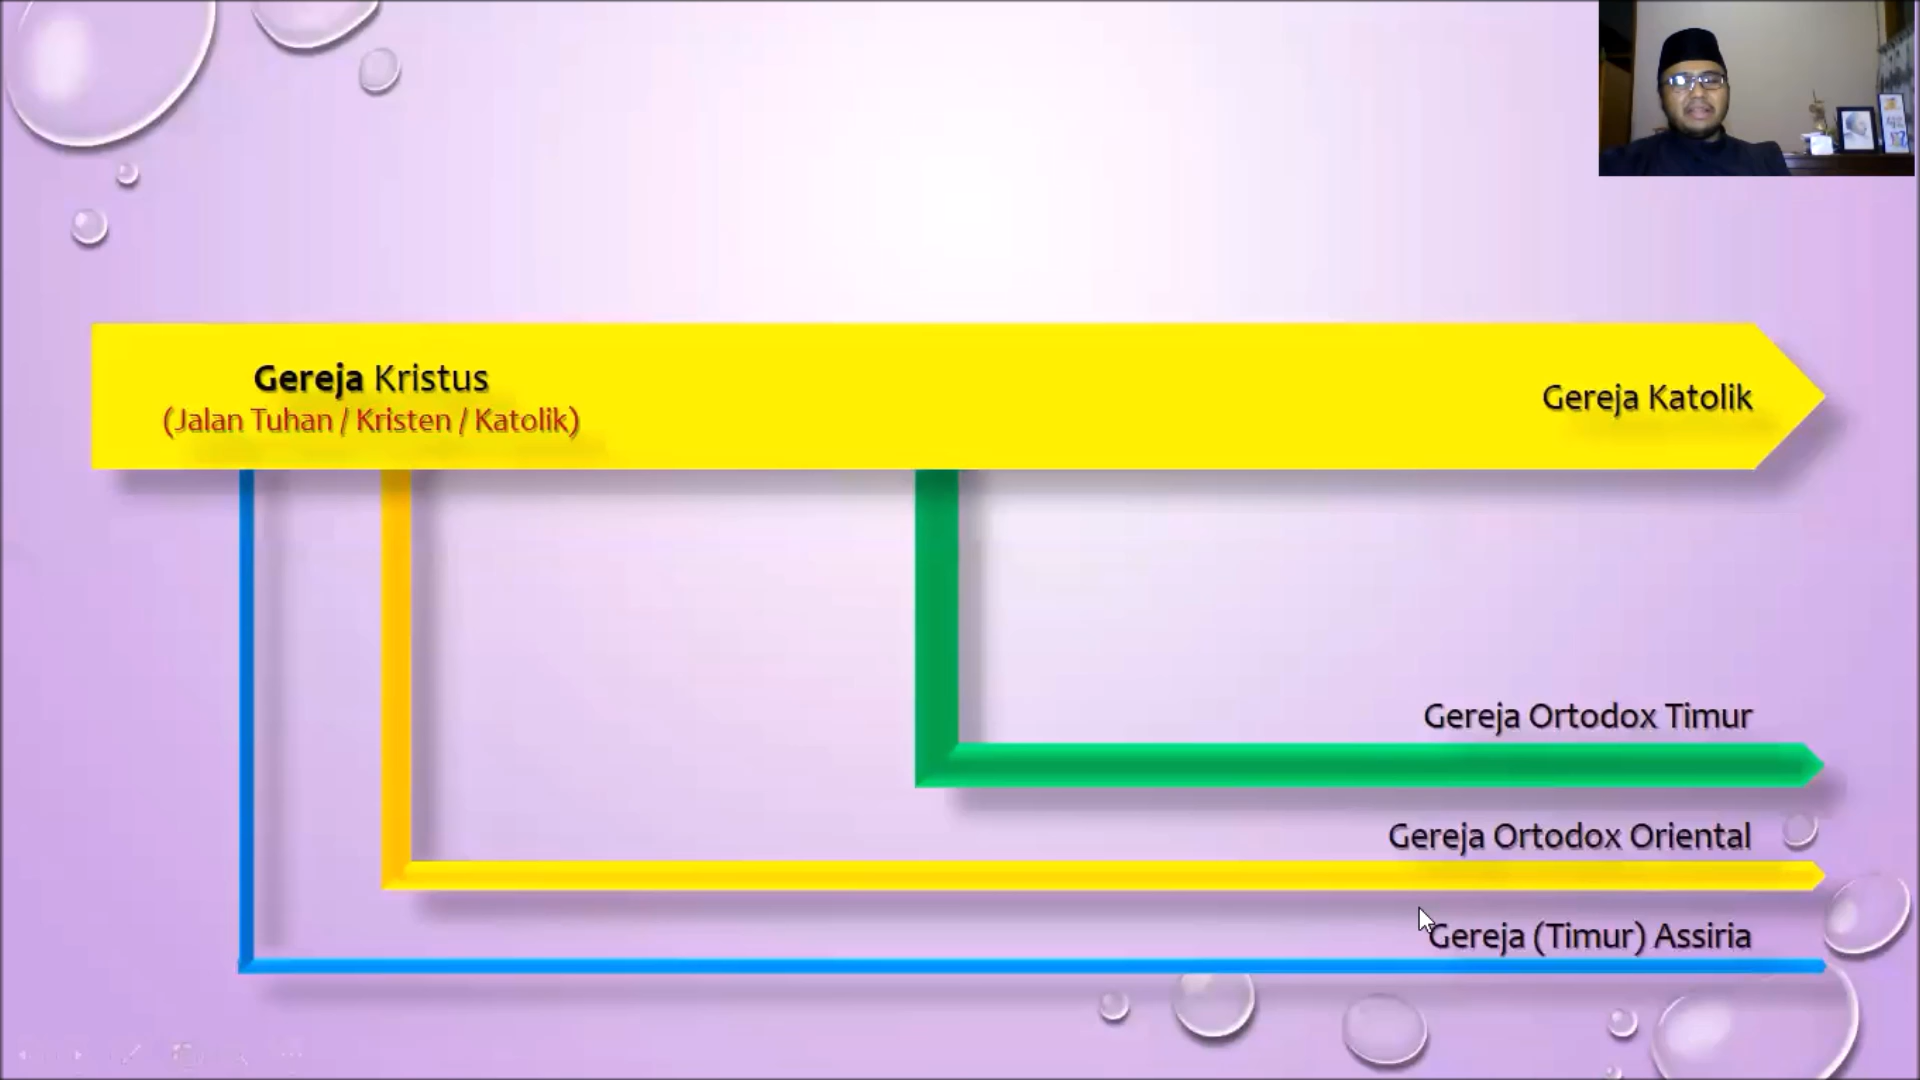 Gereja Kristus
(Jalan Tuhan / Kristen / Katolik)
Gereja Katolik
Gereja Ortodox Timur
Gereja Ortodox Oriental
Gereja (Timur) Assiria